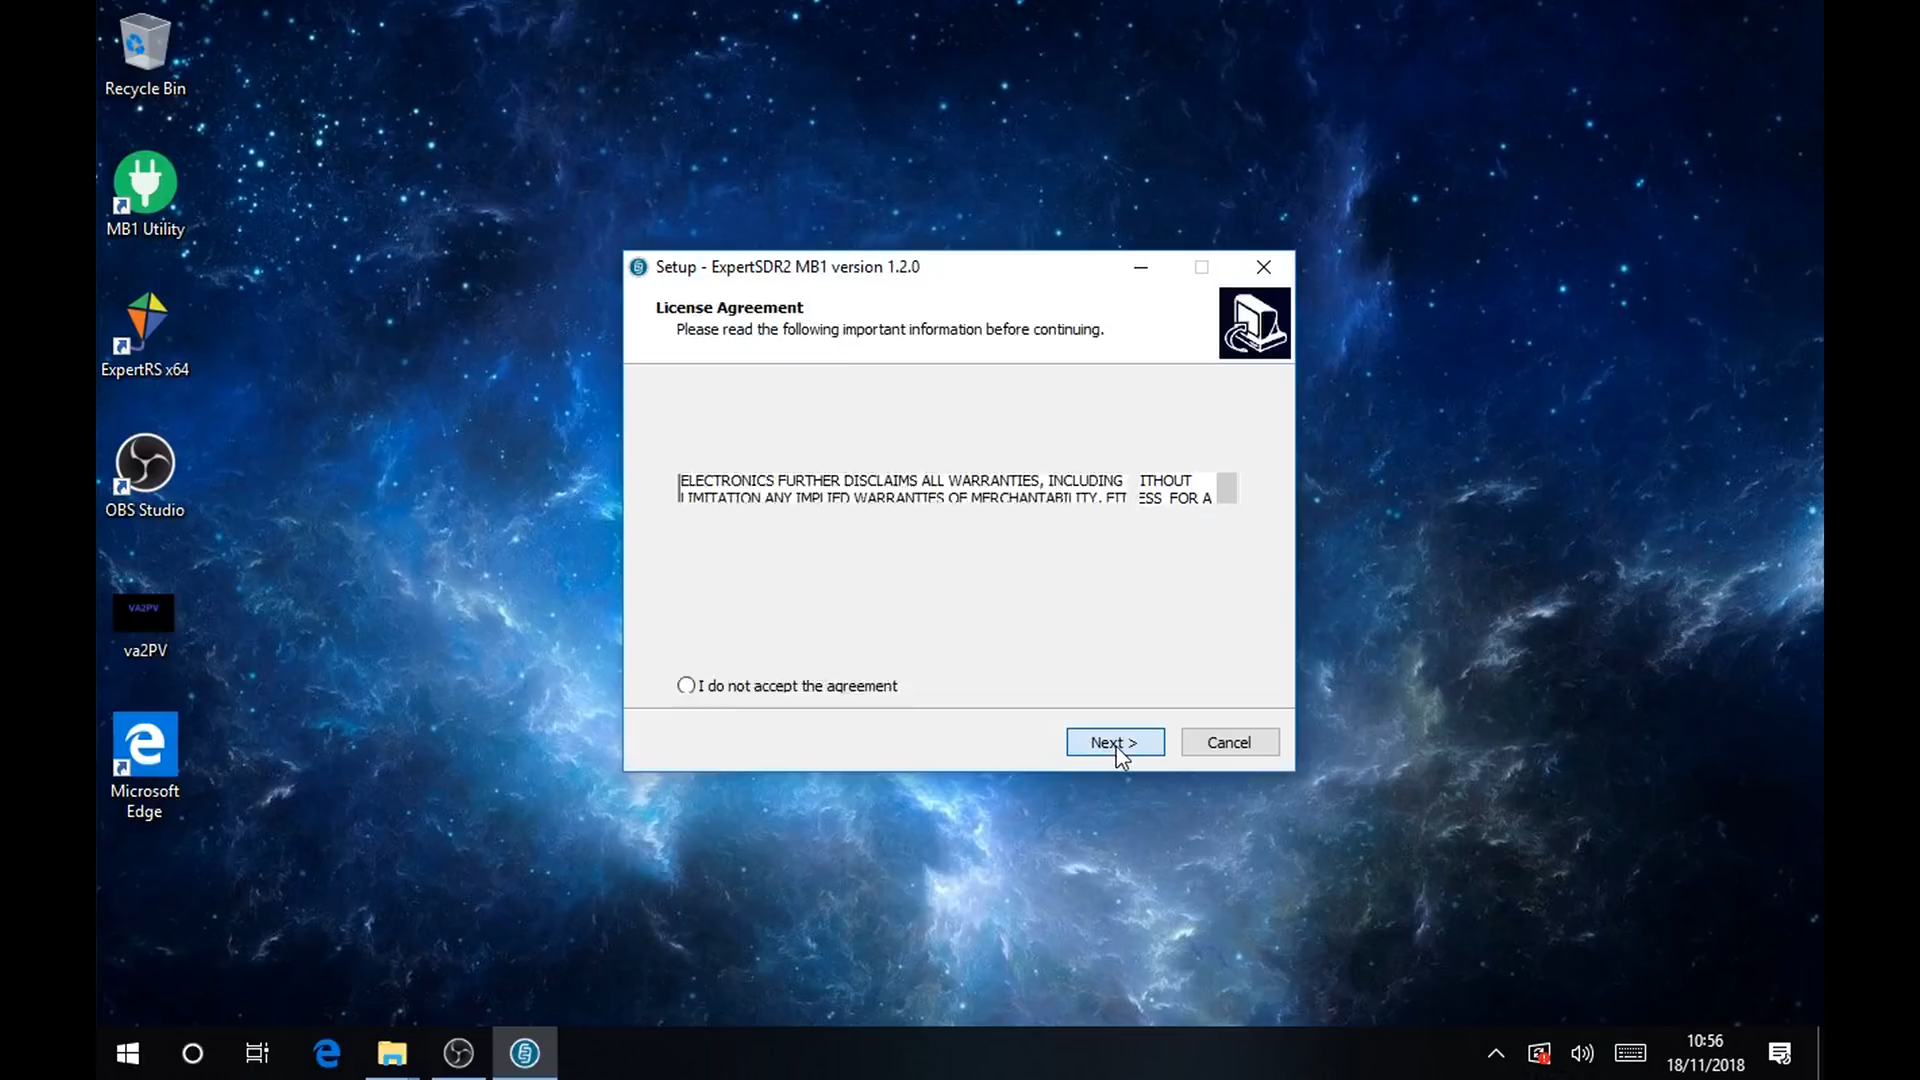 Recycle Bin
MB1 Utility
ExpertRS x64
OBS Studio
VA2PV
va2PV
Microsoft
Edge
Setup - ExpertSDR2 MB1 version 1.2.0
License Agreement
Please read the following important information before continuing.
ELECTRONICS FURTHER DISCLAIMS ALL WARRANTIES, INCLUDING ITHOUT
LIMITATION ANY IMPLIED WARRANTIES OF MERCHANTABILITY, FIT ESS FOR A
I do not accept the agreement
Next >
Cancel
10:56
18/11/2018